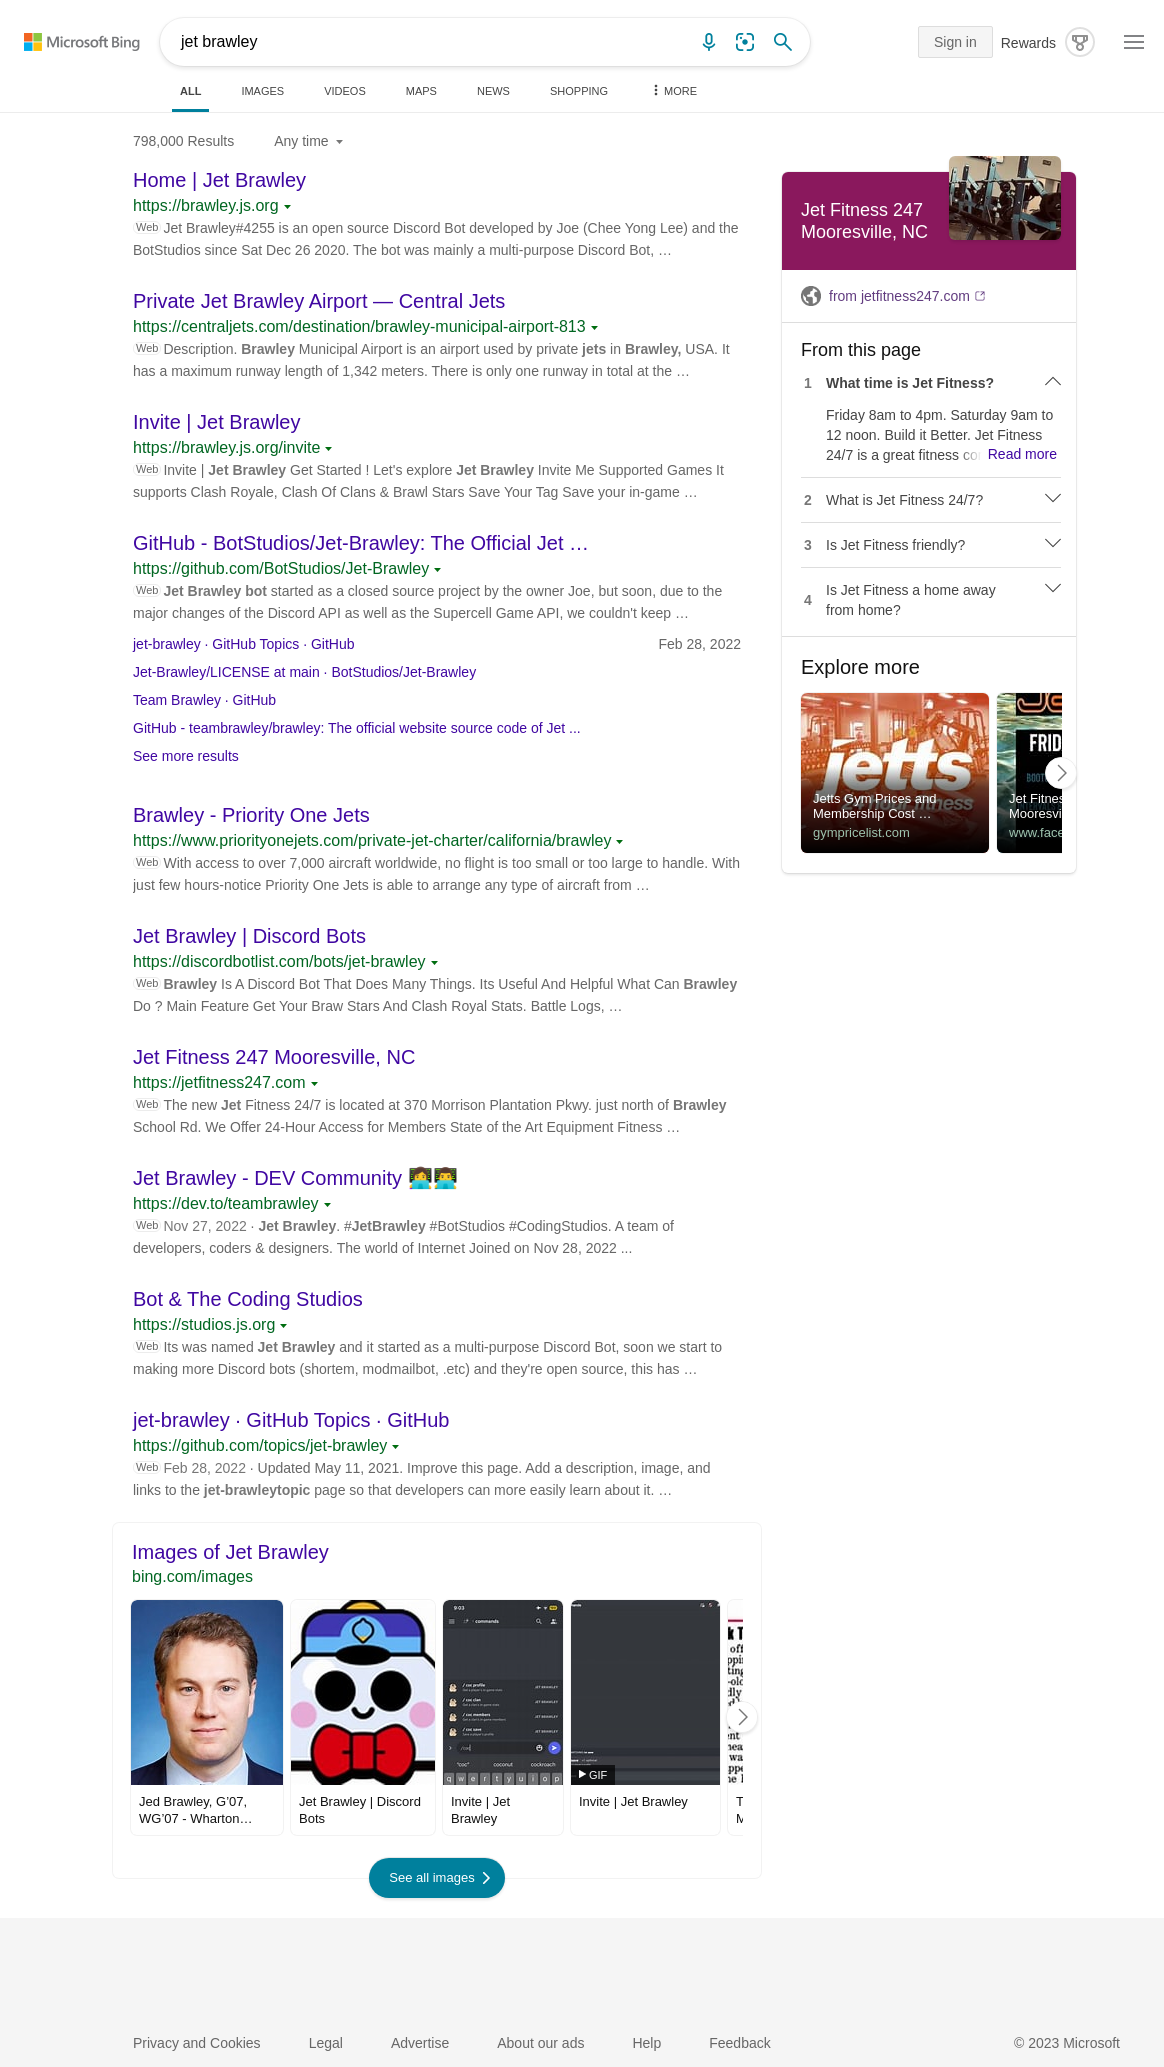 Microsoft Bing
jet brawley
Sign in
Rewards
ALL
IMAGES
VIDEOS
MAPS
NEWS
SHOPPING
MORE
798,000 Results
Any time
Home | Jet Brawley
https://brawley.js.org
Web Jet Brawley#4255 is an open source Discord Bot developed by Joe (Chee Yong Lee) and the
BotStudios since Sat Dec 26 2020. The bot was mainly a multi-purpose Discord Bot, …
Private Jet Brawley Airport — Central Jets
https://centraljets.com/destination/brawley-municipal-airport-813
Web Description. Brawley Municipal Airport is an airport used by private jets in Brawley, USA. It
has a maximum runway length of 1,342 meters. There is only one runway in total at the …
Invite | Jet Brawley
https://brawley.js.org/invite
Web Invite | Jet Brawley Get Started ! Let's explore Jet Brawley Invite Me Supported Games It
supports Clash Royale, Clash Of Clans & Brawl Stars Save Your Tag Save your in-game …
GitHub - BotStudios/Jet-Brawley: The Official Jet …
https://github.com/BotStudios/Jet-Brawley
Web Jet Brawley bot started as a closed source project by the owner Joe, but soon, due to the
major changes of the Discord API as well as the Supercell Game API, we couldn't keep …
jet-brawley · GitHub Topics · GitHub
Feb 28, 2022
Jet-Brawley/LICENSE at main · BotStudios/Jet-Brawley
Team Brawley · GitHub
GitHub - teambrawley/brawley: The official website source code of Jet ...
See more results
Brawley - Priority One Jets
https://www.priorityonejets.com/private-jet-charter/california/brawley
Web With access to over 7,000 aircraft worldwide, no flight is too small or too large to handle. With
just few hours-notice Priority One Jets is able to arrange any type of aircraft from …
Jet Brawley | Discord Bots
https://discordbotlist.com/bots/jet-brawley
Web Brawley Is A Discord Bot That Does Many Things. Its Useful And Helpful What Can Brawley
Do ? Main Feature Get Your Braw Stars And Clash Royal Stats. Battle Logs, …
Jet Fitness 247 Mooresville, NC
https://jetfitness247.com
Web The new Jet Fitness 24/7 is located at 370 Morrison Plantation Pkwy. just north of Brawley
School Rd. We Offer 24-Hour Access for Members State of the Art Equipment Fitness …
Jet Brawley - DEV Community 👩‍💻👨‍💻
https://dev.to/teambrawley
Web Nov 27, 2022 · Jet Brawley. #JetBrawley #BotStudios #CodingStudios. A team of
developers, coders & designers. The world of Internet Joined on Nov 28, 2022 ...
Bot & The Coding Studios
https://studios.js.org
Web Its was named Jet Brawley and it started as a multi-purpose Discord Bot, soon we start to
making more Discord bots (shortem, modmailbot, .etc) and they're open source, this has …
jet-brawley · GitHub Topics · GitHub
https://github.com/topics/jet-brawley
Web Feb 28, 2022 · Updated May 11, 2021. Improve this page. Add a description, image, and
links to the jet-brawleytopic page so that developers can more easily learn about it. …
Images of Jet Brawley
bing.com/images
9:03
commands
/ coc profile
JET BRAWLEY
/ coc clan
JET BRAWLEY
/ coc members
JET BRAWLEY
/ coc save
JET BRAWLEY
/coc
"coc"
coconut
cockroach
q w e r t y u i o p
GIF
Jed Brawley, G'07,
WG'07 - Wharton…
Jet Brawley | Discord
Bots
Invite | Jet
Brawley
Invite | Jet Brawley
See all images
Jet Fitness 247
Mooresville, NC
from jetfitness247.com
From this page
1 What time is Jet Fitness?
Friday 8am to 4pm. Saturday 9am to
12 noon. Build it Better. Jet Fitness
24/7 is a great fitness co Read more
2 What is Jet Fitness 24/7?
3 Is Jet Fitness friendly?
4 Is Jet Fitness a home away
from home?
Explore more
jetts
24 hour fitness
Jetts Gym Prices and
Membership Cost …
gympricelist.com
FRID
BOOT
Jet Fitnes
Mooresvi
www.face
Privacy and Cookies
Legal
Advertise
About our ads
Help
Feedback
© 2023 Microsoft